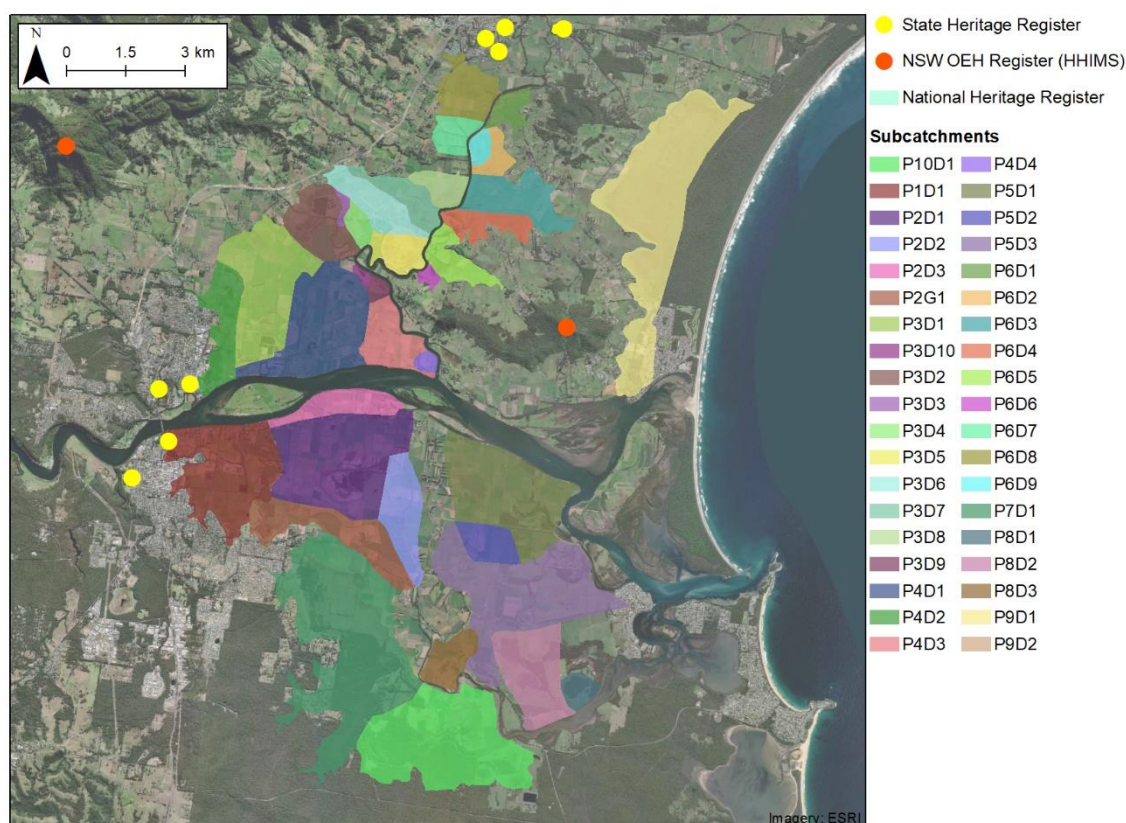 N
0 1.5 3 km
State Heritage Register
NSW OEH Register (HHIMS)
National Heritage Register
Subcatchments
P10D1 P4D4
P1D1 P5D1
P2D1 P5D2
P2D2 P5D3
P2D3 P6D1
P2G1 P6D2
P3D1 P6D3
P3D10 P6D4
P3D2 P6D5
P3D3 P6D6
P3D4 P6D7
P3D5 P6D8
P3D6 P6D9
P3D7 P7D1
P3D8 P8D1
P3D9 P8D2
P4D1 P8D3
P4D2 P9D1
P4D3 P9D2
Imagery: ESRI